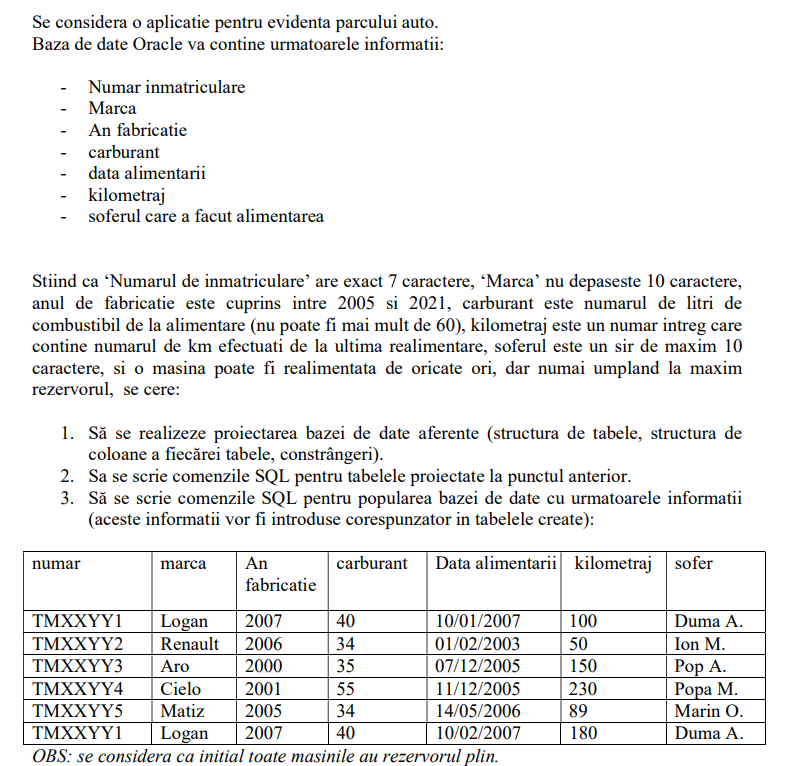 Se considera o aplicatie pentru evidenta parcului auto.
Baza de date Oracle va contine urmatoarele informatii:
- Numar inmatriculare
- Marca
- An fabricatie
- carburant
- data alimentarii
- kilometraj
- soferul care a facut alimentarea
Stiind ca ‘Numarul de inmatriculare’ are exact 7 caractere, ‘Marca’ nu depaseste 10 caractere,
anul de fabricatie este cuprins intre 2005 si 2021, carburant este numarul de litri de
combustibil de la alimentare (nu poate fi mai mult de 60), kilometraj este un numar intreg care
contine numarul de km efectuati de la ultima realimentare, soferul este un sir de maxim 10
caractere, si o masina poate fi realimentata de oricate ori, dar numai umpland la maxim
rezervorul, se cere:
1. Să se realizeze proiectarea bazei de date aferente (structura de tabele, structura de
coloane a fiecărei tabele, constrângeri).
2. Sa se scrie comenzile SQL pentru tabelele proiectate la punctul anterior.
3. Să se scrie comenzile SQL pentru popularea bazei de date cu urmatoarele informatii
(aceste informatii vor fi introduse corespunzator in tabelele create):
numar marca An carburant Data alimentarii kilometraj sofer
fabricatie
TMXXYY1 Logan 2007 40 10/01/2007 100 Duma A.
TMXXYY2 Renault 2006 34 01/02/2003 50 Ion M.
TMXXYY3 Aro 2000 35 07/12/2005 150 Pop A.
TMXXYY4 Cielo 2001 55 11/12/2005 230 Popa M.
TMXXYY5 Matiz 2005 34 14/05/2006 89 Marin O.
TMXXYY1 Logan 2007 40 10/02/2007 180 Duma A.
OBS: se considera ca initial toate masinile au rezervorul plin.